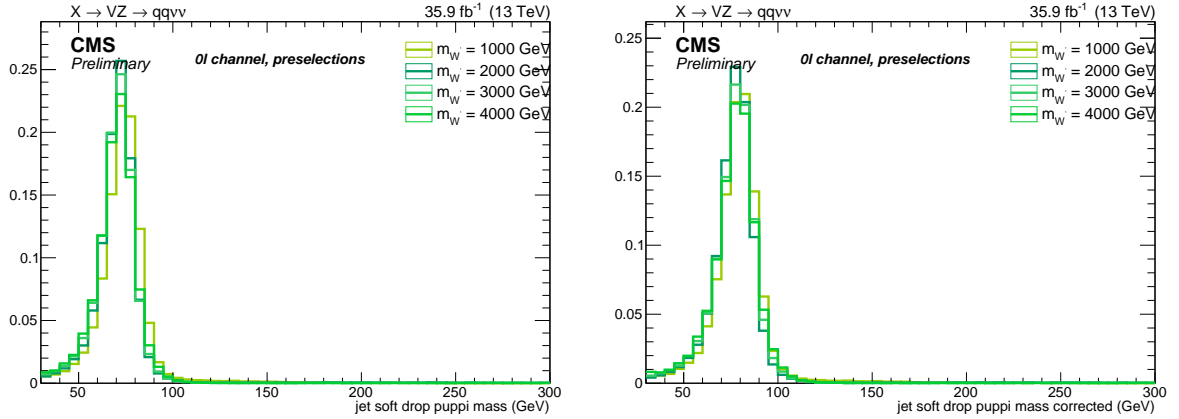 X → VZ → qqνν
35.9 fb⁻¹ (13 TeV)
CMS
Preliminary
0l channel, preselections
m_W' = 1000 GeV
m_W' = 2000 GeV
m_W' = 3000 GeV
m_W' = 4000 GeV
0.25
0.2
0.15
0.1
0.05
0
50
100
150
200
250
300
jet soft drop puppi mass (GeV)
X → VZ → qqνν
35.9 fb⁻¹ (13 TeV)
CMS
Preliminary
0l channel, preselections
m_W' = 1000 GeV
m_W' = 2000 GeV
m_W' = 3000 GeV
m_W' = 4000 GeV
0.25
0.2
0.15
0.1
0.05
0
50
100
150
200
250
300
jet soft drop puppi mass corrected (GeV)